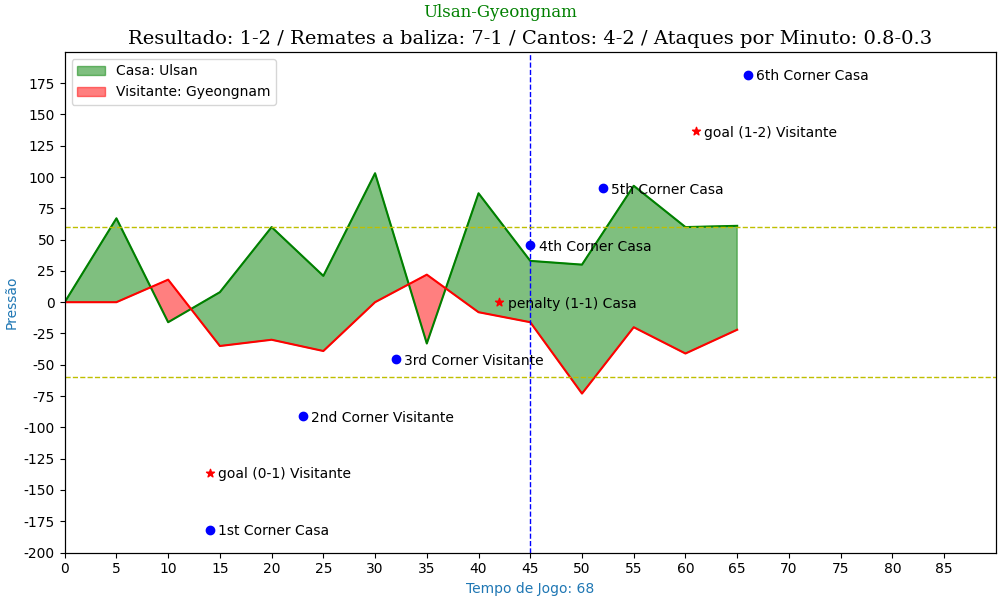 Ulsan-Gyeongnam
Resultado: 1-2 / Remates a baliza: 7-1 / Cantos: 4-2 / Ataques por Minuto: 0.8-0.3
Casa: Ulsan
Visitante: Gyeongnam
6th Corner Casa
goal (1-2) Visitante
5th Corner Casa
4th Corner Casa
penalty (1-1) Casa
3rd Corner Visitante
2nd Corner Visitante
goal (0-1) Visitante
1st Corner Casa
Pressão
175
150
125
100
75
50
25
0
-25
-50
-75
-100
-125
-150
-175
-200
0 5 10 15 20 25 30 35 40 45 50 55 60 65 70 75 80 85
Tempo de Jogo: 68